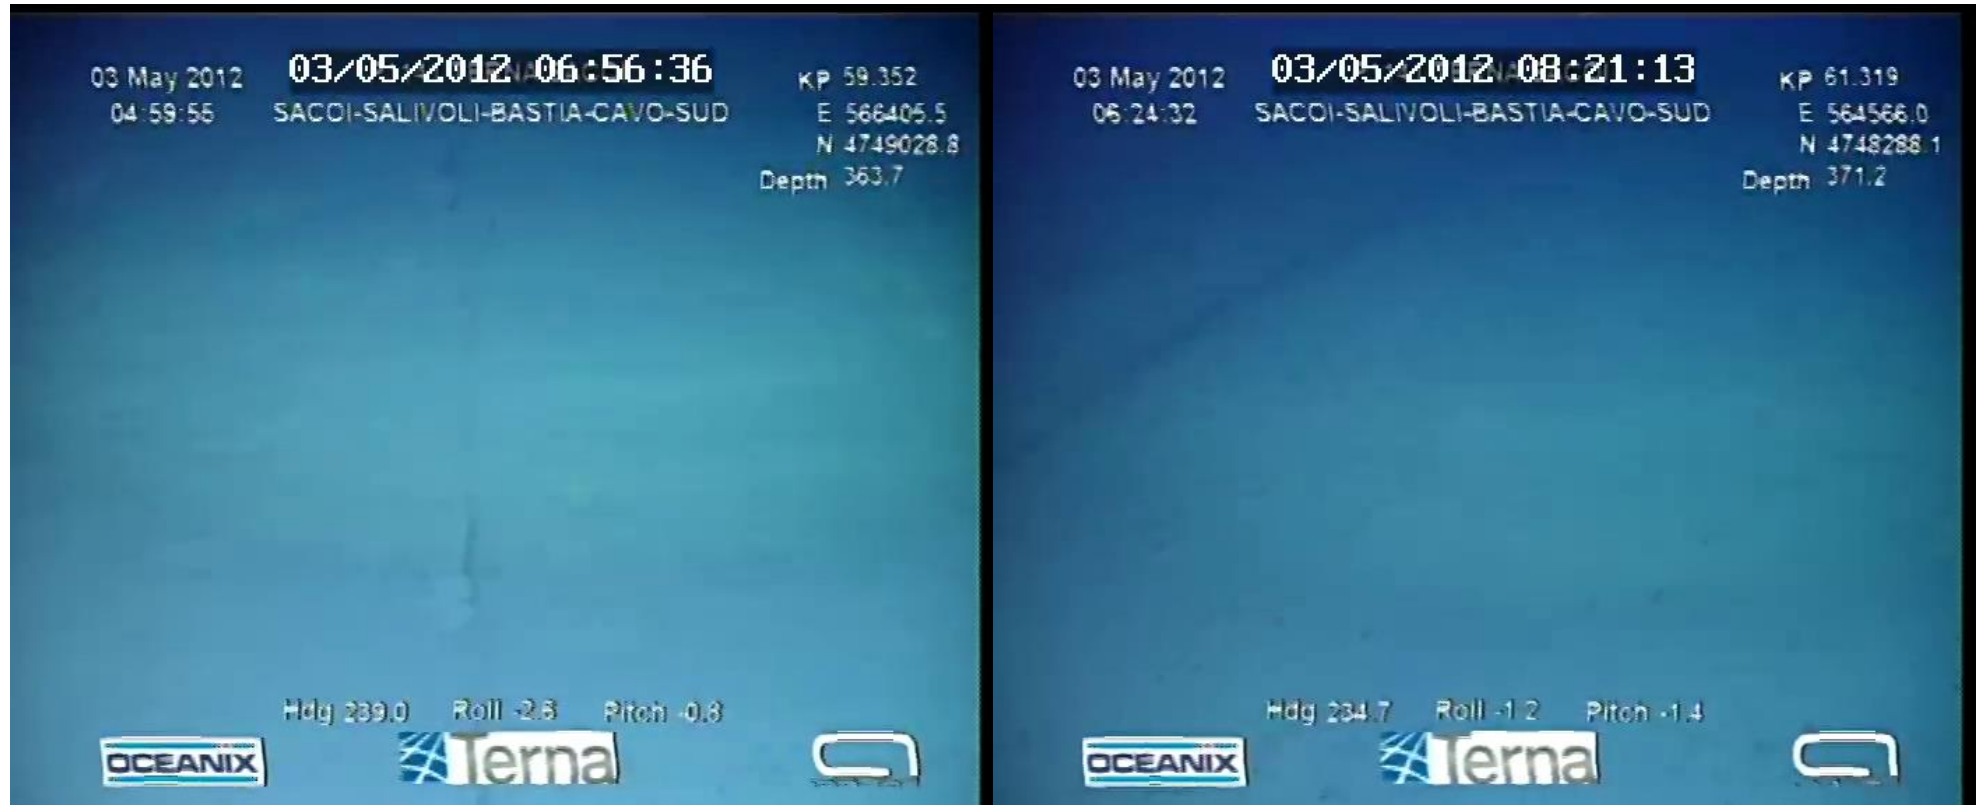 03 May 2012
03/05/2012 06:56:36
KP 59.352
04:59:55
SACOI-SALIVOLI-BASTIA-CAVO-SUD
E 566405.5
N 4749028.8
Depth 363.7
Hdg 239.0 Roll -2.6 Pitch -0.8
OCEANIX
Terna
03 May 2012
03/05/2012 08:21:13
KP 61.319
06:24:32
SACOI-SALIVOLI-BASTIA-CAVO-SUD
E 564566.0
N 4748288.1
Depth 371.2
Hdg 234.7 Roll -1.2 Pitch -1.4
OCEANIX
Terna